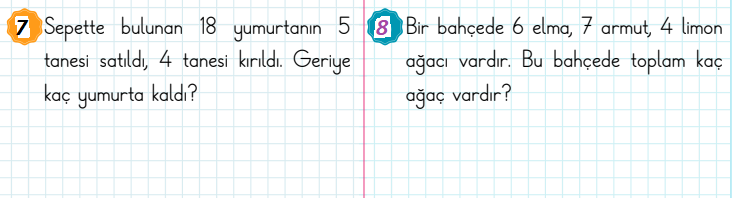 7 Sepette bulunan 18 yumurtanın 5
tanesi satıldı, 4 tanesi kırıldı. Geriye
kaç yumurta kaldı?
8 Bir bahçede 6 elma, 7 armut, 4 limon
ağacı vardır. Bu bahçede toplam kaç
ağaç vardır?